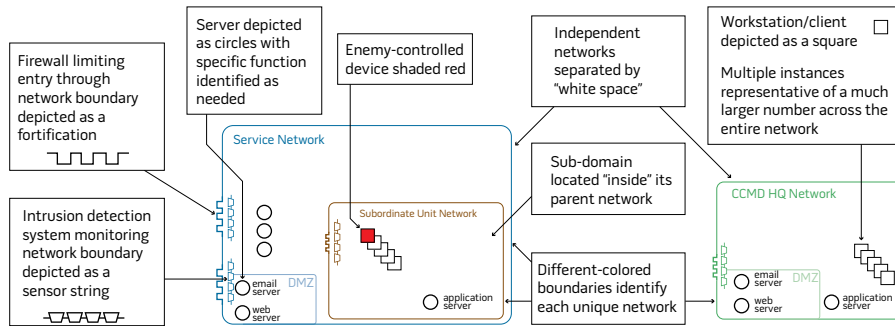 Firewall limiting
entry through
network boundary
depicted as a
fortification
Intrusion detection
system monitoring
network boundary
depicted as a
sensor string
Server depicted
as circles with
specific function
identified as
needed
Enemy-controlled
device shaded red
Independent
networks
separated by
“white space”
Workstation/client
depicted as a square
Multiple instances
representative of a much
larger number across the
entire network
Sub-domain
located “inside” its
parent network
Different-colored
boundaries identify
each unique network
Service Network
Subordinate Unit Network
application
server
DMZ
email
server
web
server
CCMD HQ Network
DMZ
email
server
web
server
application
server